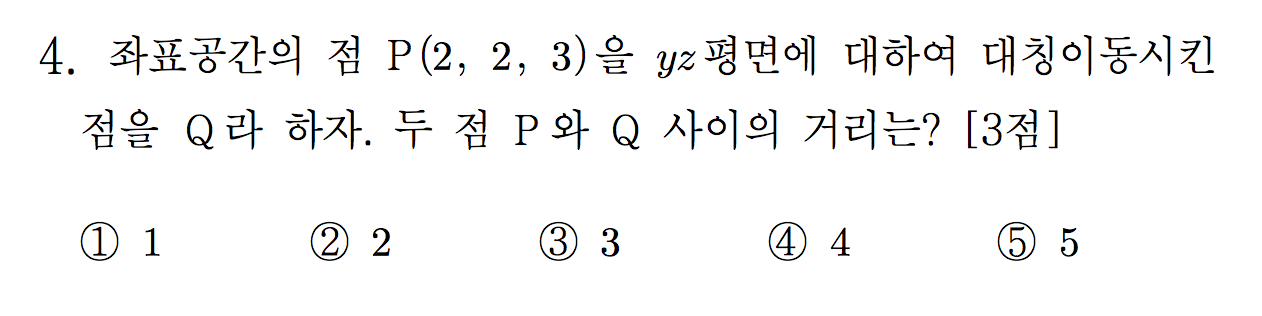 4. 좌표공간의 점 P(2, 2, 3)을 yz평면에 대하여 대칭이동시킨
점을 Q라 하자. 두 점 P와 Q 사이의 거리는? [3점]
① 1 ② 2 ③ 3 ④ 4 ⑤ 5